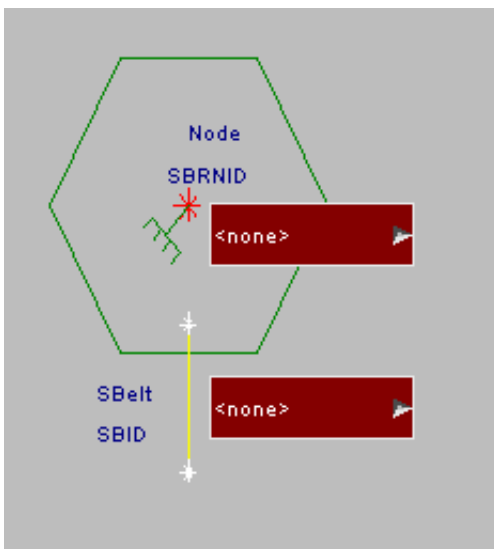 Node
SBRNID
<none>
SBelt
<none>
SBID